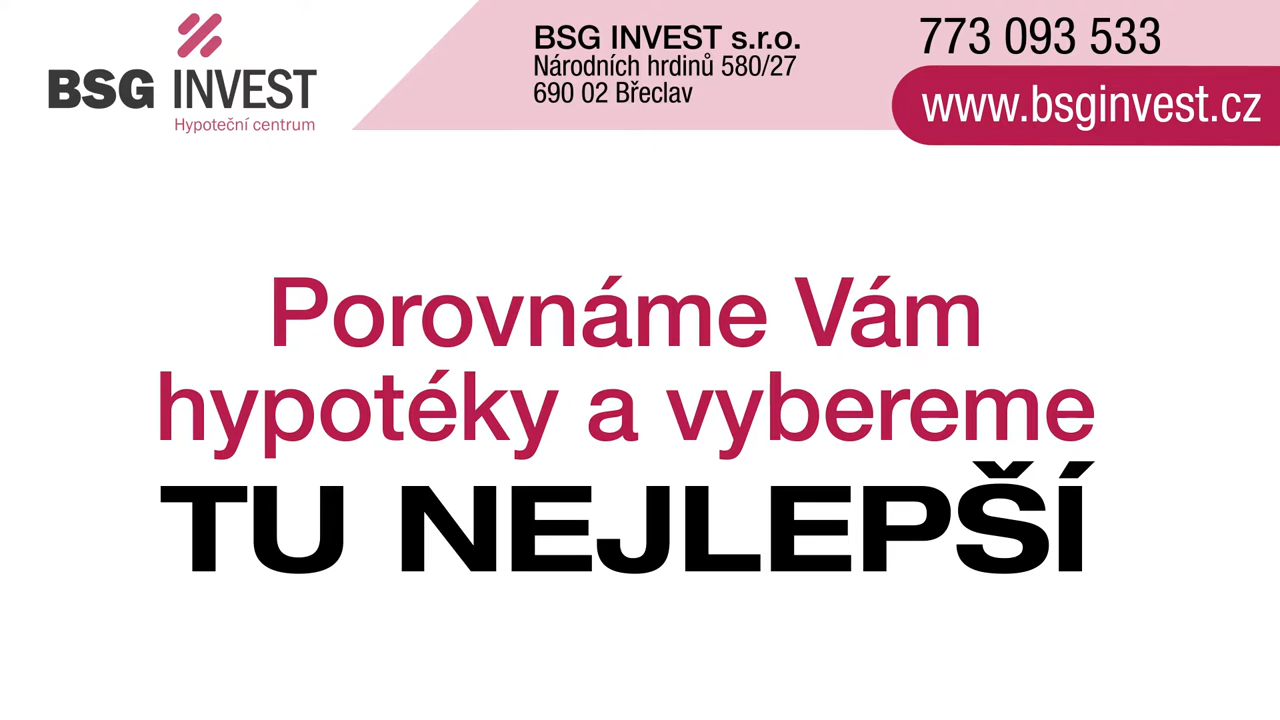 BSG INVEST
Hypoteční centrum
BSG INVEST s.r.o.
Národních hrdinů 580/27
690 02 Břeclav
773 093 533
www.bsginvest.cz
Porovnáme Vám
hypotéky a vybereme
TU NEJLEPŠÍ